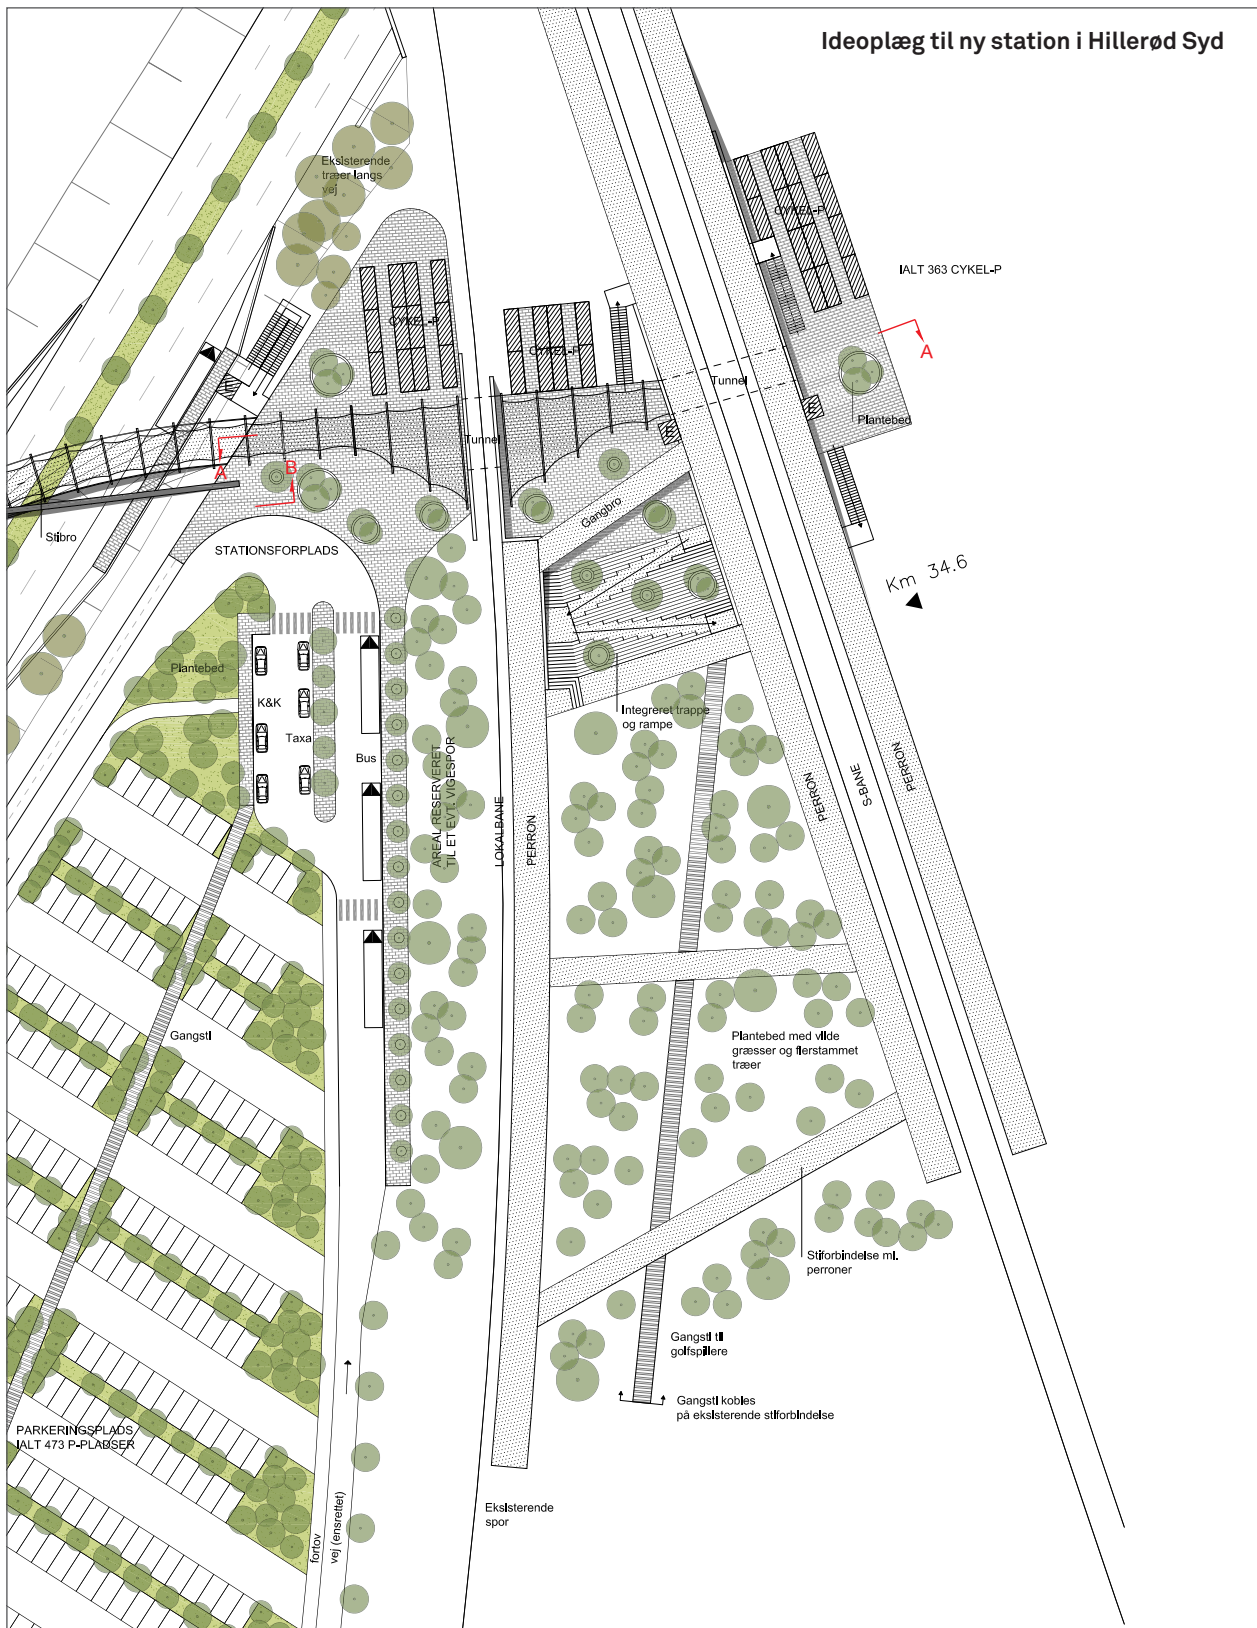 Ideoplæg til ny station i Hillerød Syd
Eksisterende
træer langs
vej
CYKEL-P
IALT 363 CYKEL-P
CYKEL-P
CYKEL-P
A
Tunnel
E
E
Plantebed
E
Tunnel
A
B
Stibro
Gangbro
STATIONSFORPLADS
Km 34.6
Plantebed
K&K
Taxa
Bus
Integreret trappe
og rampe
AREAL RESERVERET
TIL ET EVT. VIGESPOR
LOKALBANE
PERRON
PERRON
S-BANE
PERRON
Gangsti
Plantebed med vilde
græsser og flerstammet
træer
Stiforbindelse ml.
perroner
Gangsti til
golfspillere
Gangsti kobles
på eksisterende stiforbindelse
PARKERINGSPLADS
IALT 473 P-PLADSER
Eksisterende
spor
fortov
vej (ensrettet)